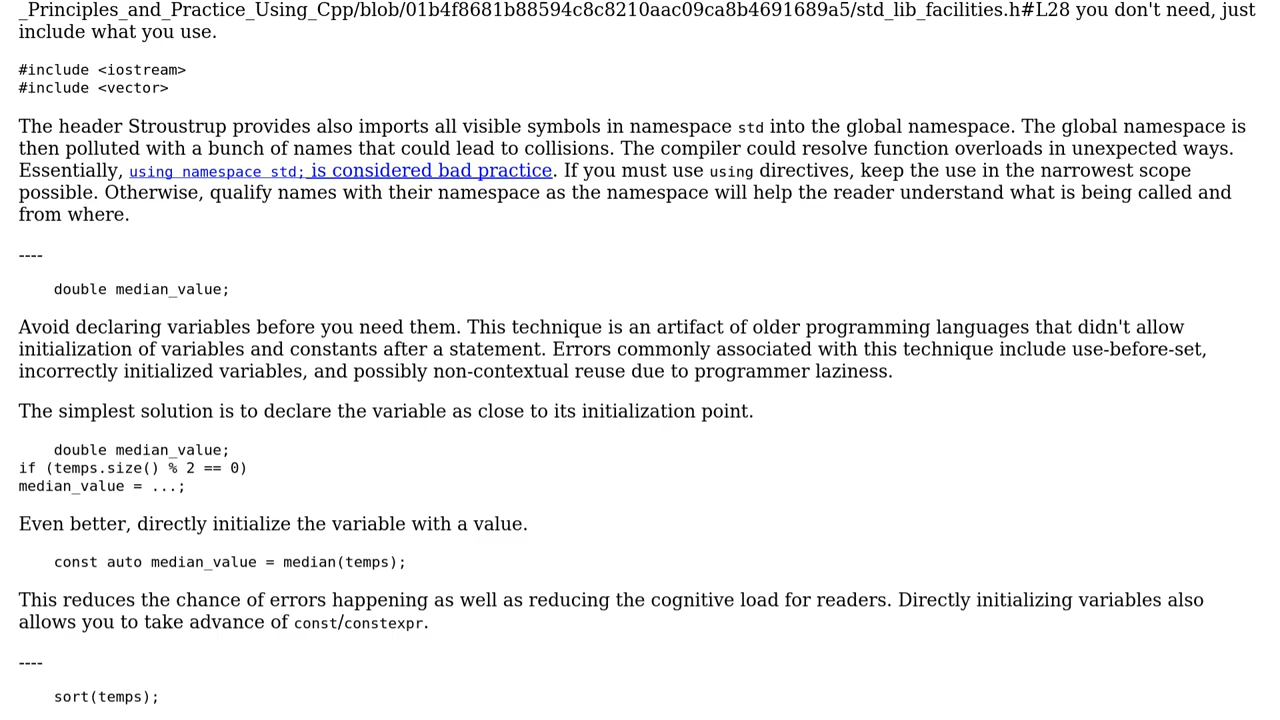 _Principles_and_Practice_Using_Cpp/blob/01b4f8681b88594c8c8210aac09ca8b4691689a5/std_lib_facilities.h#L28 you don't need, just
include what you use.
#include <iostream>
#include <vector>
The header Stroustrup provides also imports all visible symbols in namespace std into the global namespace. The global namespace is
then polluted with a bunch of names that could lead to collisions. The compiler could resolve function overloads in unexpected ways.
Essentially, using namespace std; is considered bad practice. If you must use using directives, keep the use in the narrowest scope
possible. Otherwise, qualify names with their namespace as the namespace will help the reader understand what is being called and
from where.
----
double median_value;
Avoid declaring variables before you need them. This technique is an artifact of older programming languages that didn't allow
initialization of variables and constants after a statement. Errors commonly associated with this technique include use-before-set,
incorrectly initialized variables, and possibly non-contextual reuse due to programmer laziness.
The simplest solution is to declare the variable as close to its initialization point.
double median_value;
if (temps.size() % 2 == 0)
median_value = ...;
Even better, directly initialize the variable with a value.
const auto median_value = median(temps);
This reduces the chance of errors happening as well as reducing the cognitive load for readers. Directly initializing variables also
allows you to take advance of const/constexpr.
----
sort(temps);